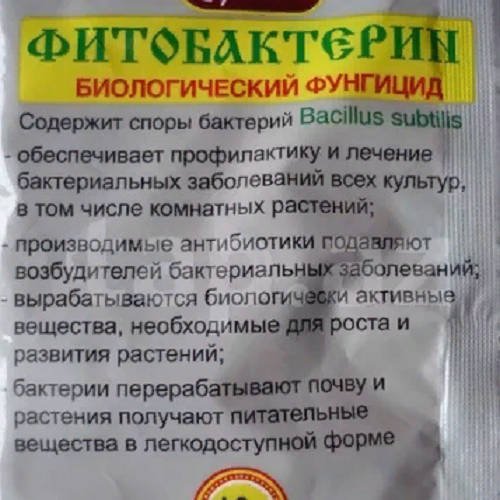 ФИТОБАКТЕРИН
БИОЛОГИЧЕСКИЙ ФУНГИЦИД
Содержит споры бактерий Bacillus subtilis
- обеспечивает профилактику и лечение
бактериальных заболеваний всех культур,
в том числе комнатных растений;
- производимые антибиотики подавляют
возбудителей бактериальных заболеваний;
- вырабатываются биологически активные
вещества, необходимые для роста и
развития растений;
- бактерии перерабатывают почву и
растения получают питательные
вещества в легкодоступной форме